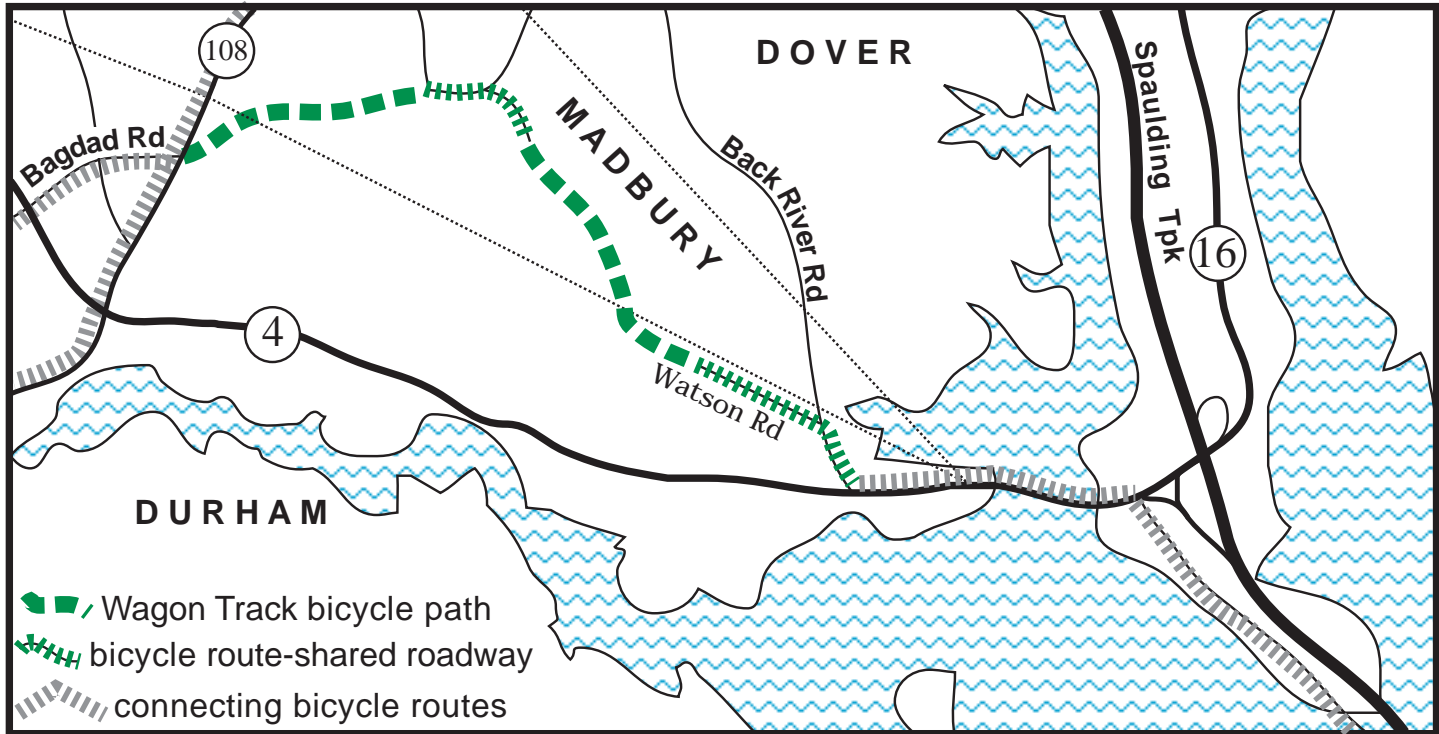 108
DOVER
Spaulding Tpk
MADBURY
Bagdad Rd
Back River Rd
16
4
Watson Rd
DURHAM
Wagon Track bicycle path
bicycle route-shared roadway
connecting bicycle routes